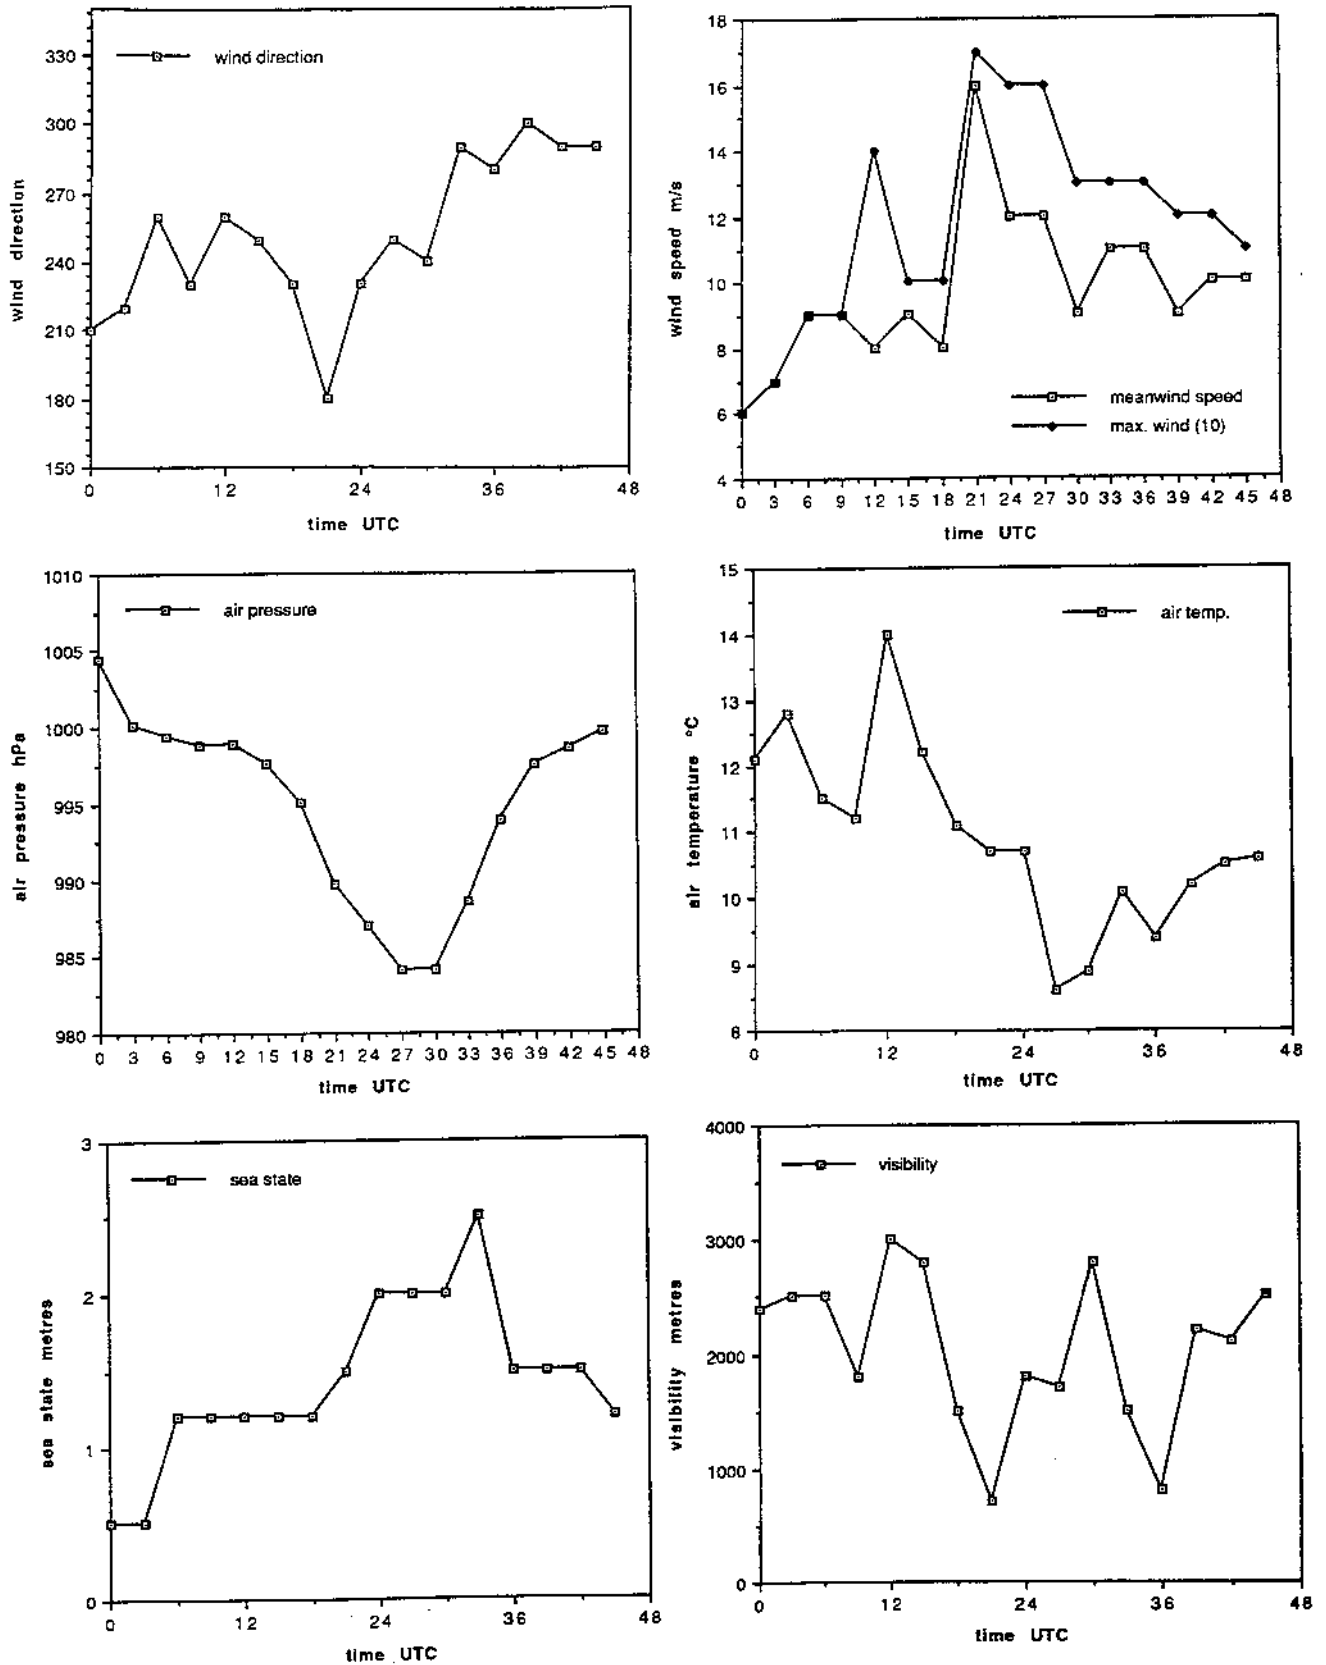 330
wind direction
300
270
240
210
180
150
0 12 24 36 48
wind direction
time UTC
18
16
14
12
10
8
6
4
meanwind speed
max. wind (10)
0 3 6 9 12 15 18 21 24 27 30 33 36 39 42 45 48
wind speed m/s
time UTC
1010
air pressure
1005
1000
995
990
985
980
0 3 6 9 12 15 18 21 24 27 30 33 36 39 42 45 48
air pressure hPa
time UTC
15
air temp.
14
13
12
11
10
9
8
0 12 24 36 48
air temperature °C
time UTC
3
sea state
2
1
0
0 12 24 36 48
sea state metres
time UTC
4000
visibility
3000
2000
1000
0
0 12 24 36 48
visibility metres
time UTC